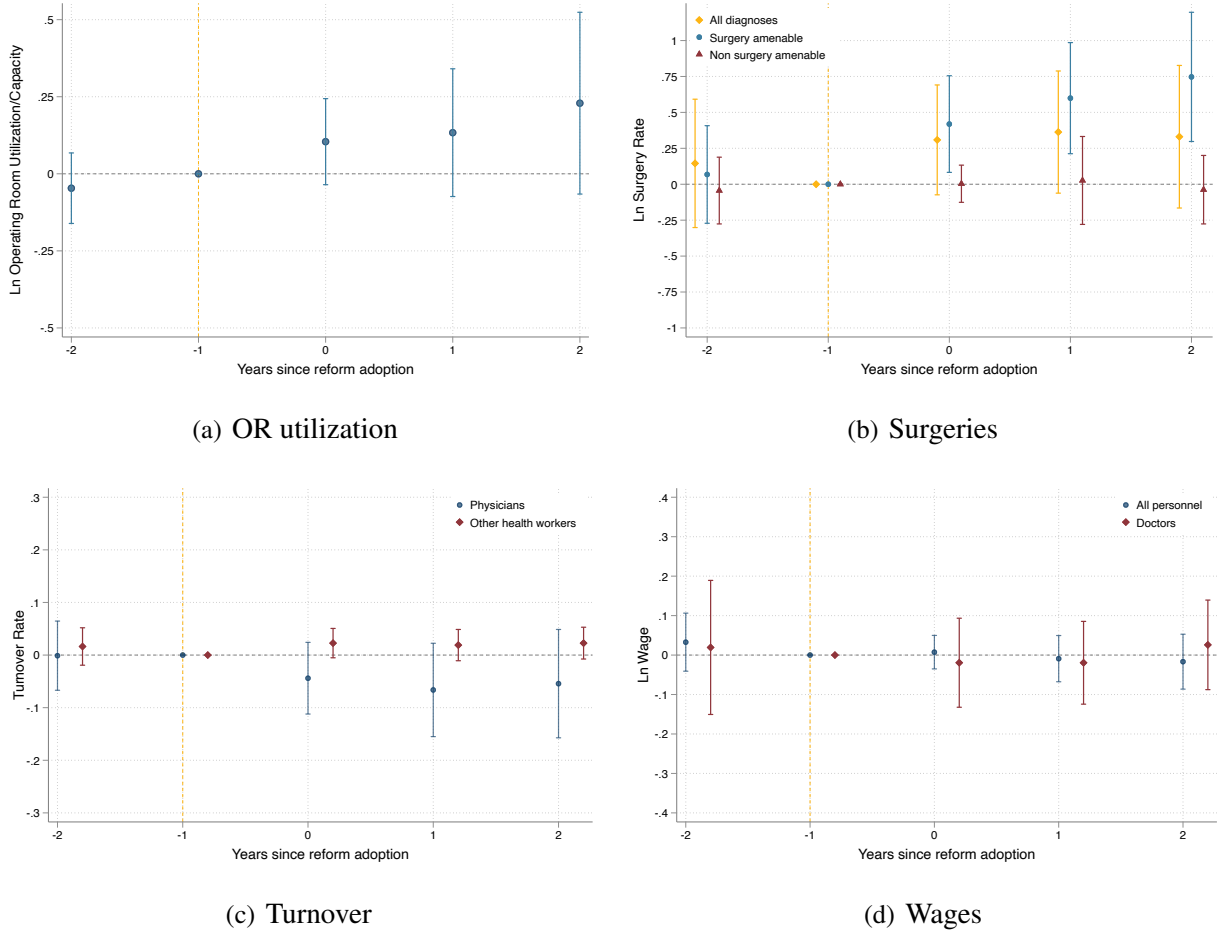 .5
.25
0
-.25
-.5
Ln Operating Room Utilization/Capacity
-2 -1 0 1 2
Years since reform adoption
(a) OR utilization
All diagnoses
Surgery amenable
Non surgery amenable
1
.75
.5
.25
0
-.25
-.5
-.75
-1
Ln Surgery Rate
-2 -1 0 1 2
Years since reform adoption
(b) Surgeries
Physicians
Other health workers
.3
.2
.1
0
-.1
-.2
-.3
Turnover Rate
-2 -1 0 1 2
Years since reform adoption
(c) Turnover
All personnel
Doctors
.4
.3
.2
.1
0
-.1
-.2
-.3
-.4
Ln Wage
-2 -1 0 1 2
Years since reform adoption
(d) Wages